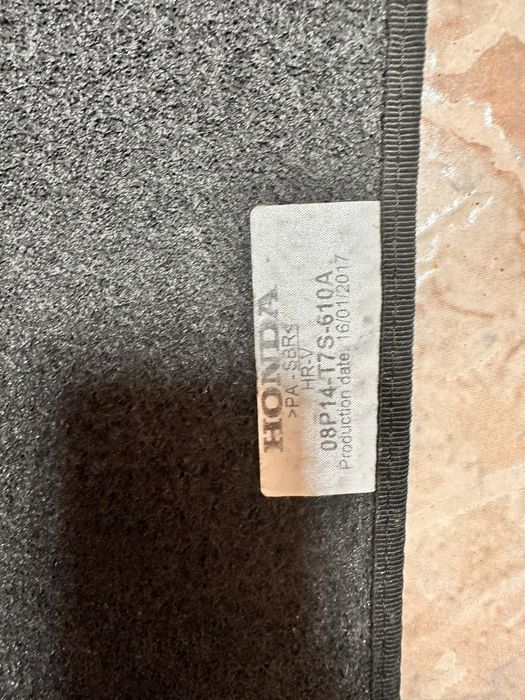 HONDA
>PA - SBR<
HR-V
08P14-T7S-610A
Production date: 16/01/2017